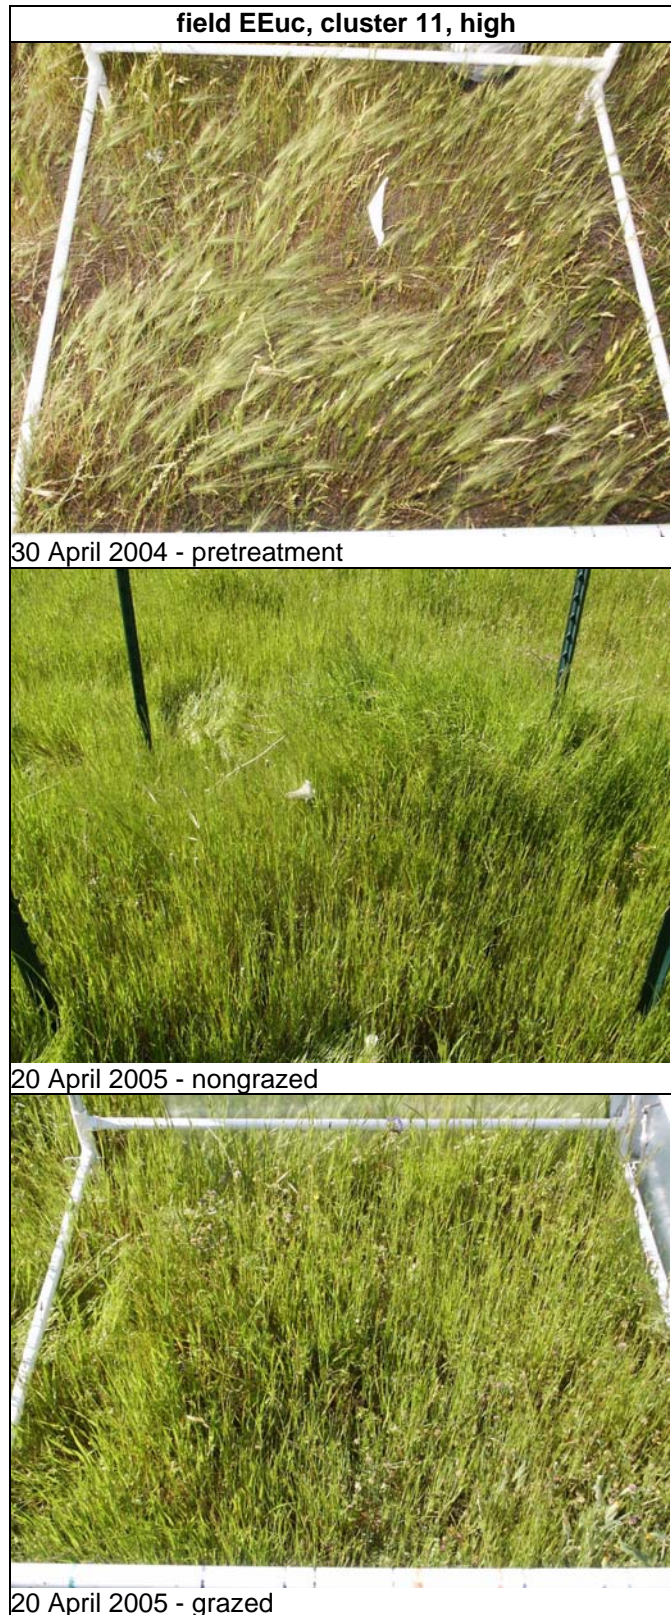 field EEuc, cluster 11, high
30 April 2004 - pretreatment
20 April 2005 - nongrazed
20 April 2005 - grazed